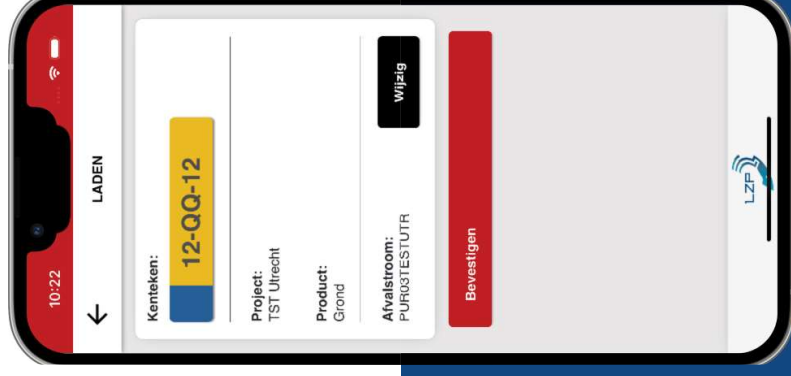 10:22
LADEN
Kenteken:
12-QQ-12
Project:
TST Utrecht
Product:
Grond
Afvalstroom:
PUR03TESTUTR
Wijzig
Bevestigen
LZP